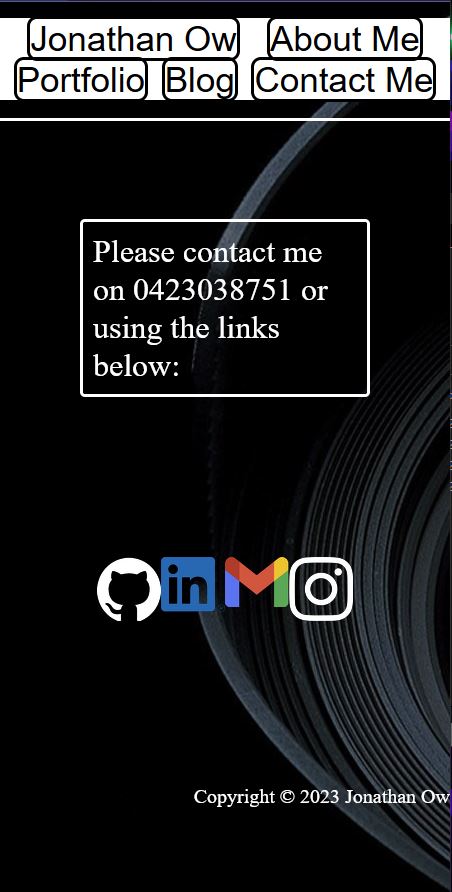 Jonathan Ow About Me
Portfolio Blog Contact Me
Please contact me
on 0423038751 or
using the links
below:
in
Copyright © 2023 Jonathan Ow